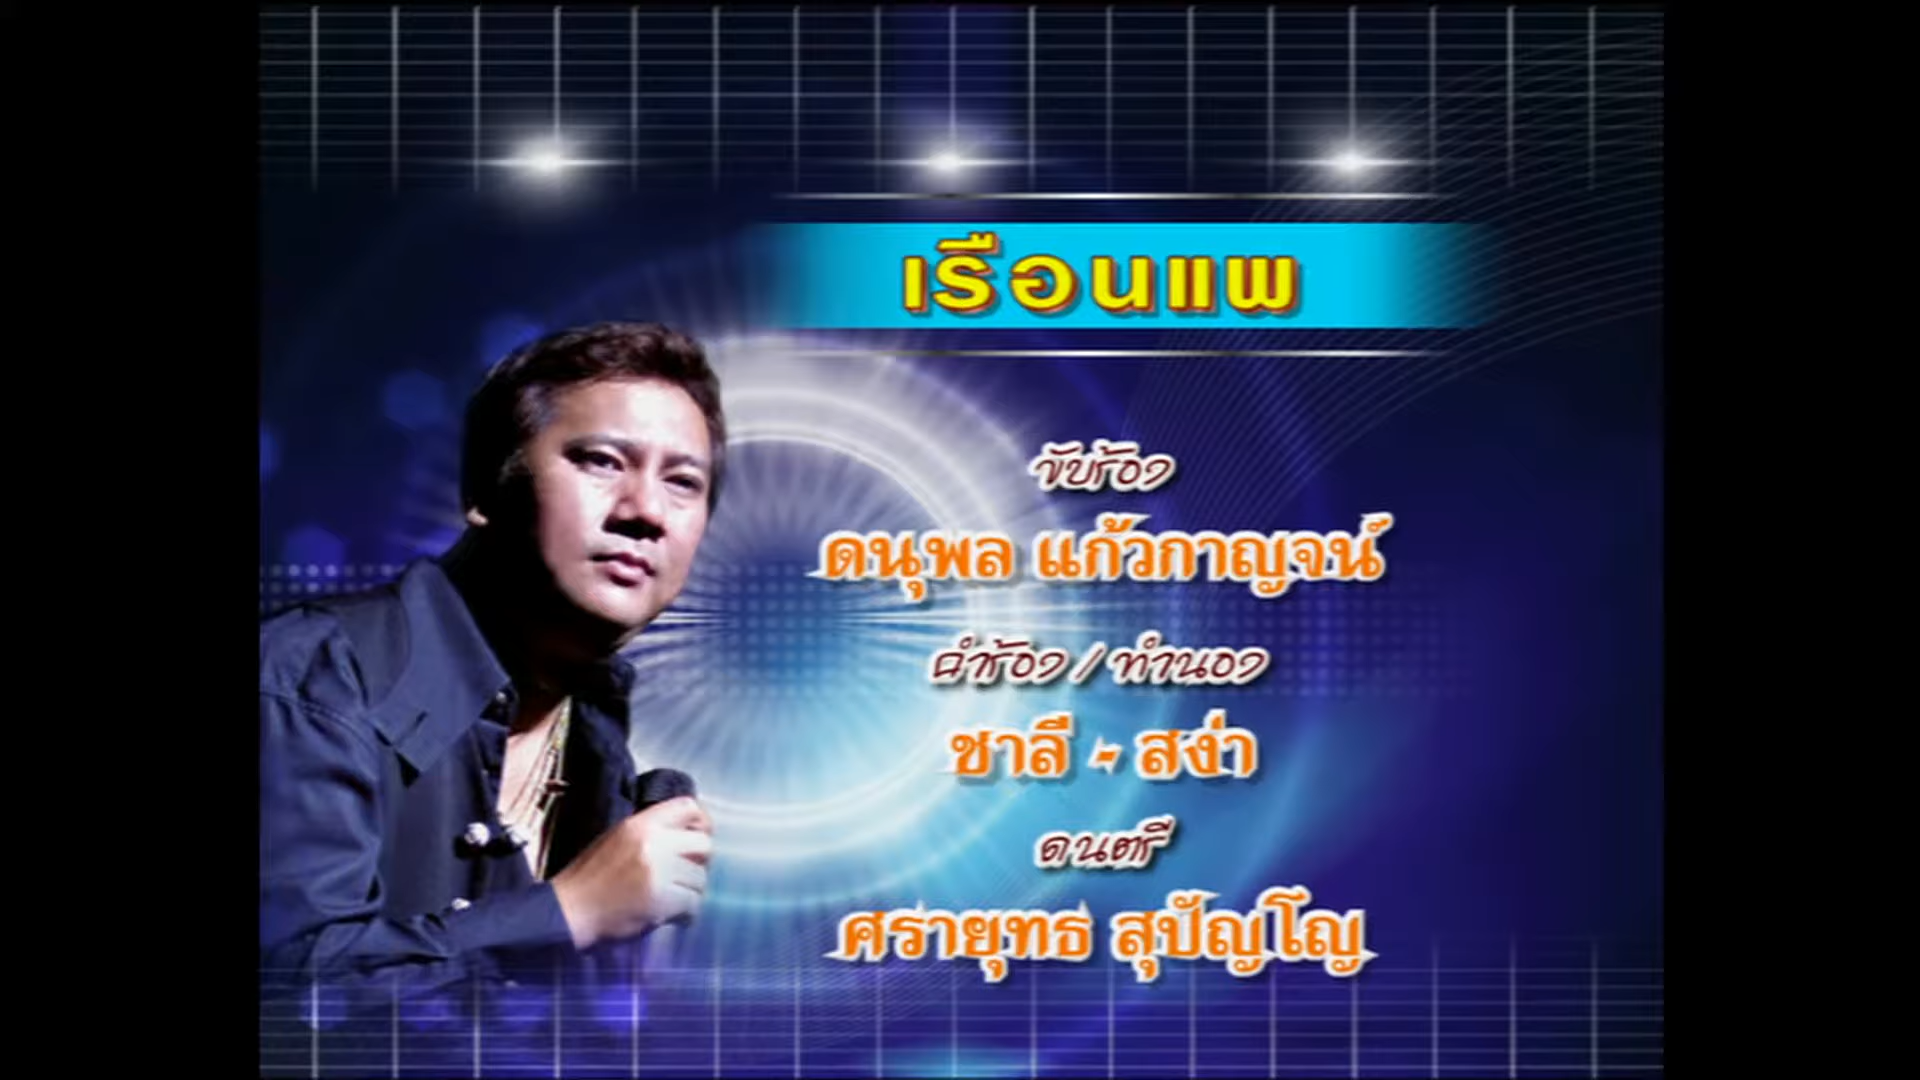 เรือนแพ
ขับร้อง
ดนุพล แก้วกาญจน์
คำร้อง / ทำนอง
ชาลี - สง่า
ดนตรี
ศรายุทธ สุปัญโญ